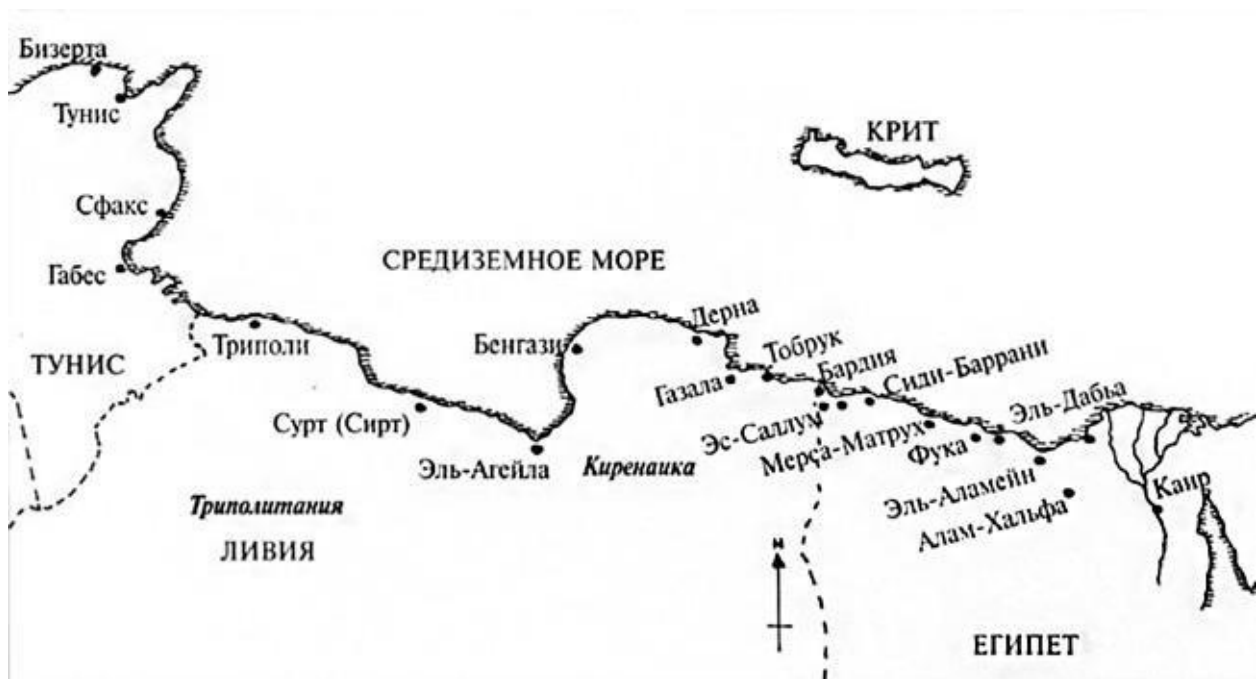 Бизерта
Тунис
КРИТ
Сфакс
СРЕДИЗЕМНОЕ МОРЕ
Габес
Дерна
Триполи
Бенгази
Тобрук
ТУНИС
Газала
Бардия
Сиди-Баррани
Эль-Дабьа
Сурт (Сирт)
Эс-Саллум
Мерса-Матрух
Фука
Эль-Агейла
Киренаика
Эль-Аламейн
Каир
Триполитания
Алам-Хальфа
ЛИВИЯ
N
ЕГИПЕТ